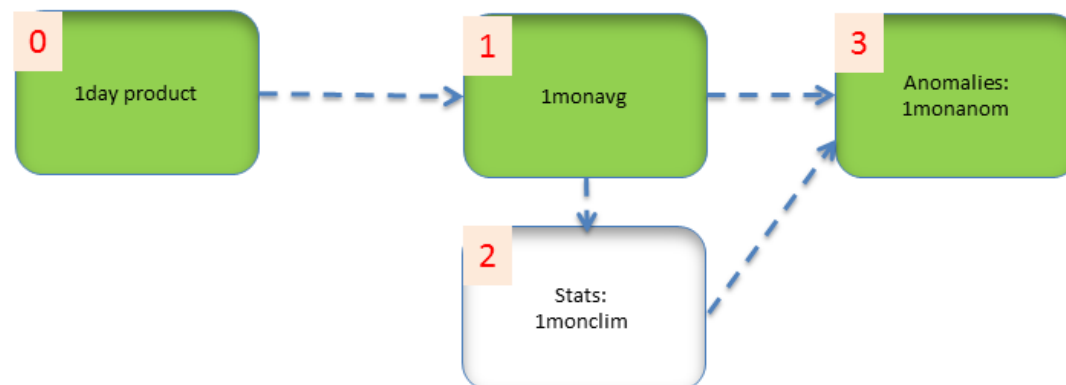 0
1day product
1
1monavg
3
Anomalies:
1monanom
2
Stats:
1monclim